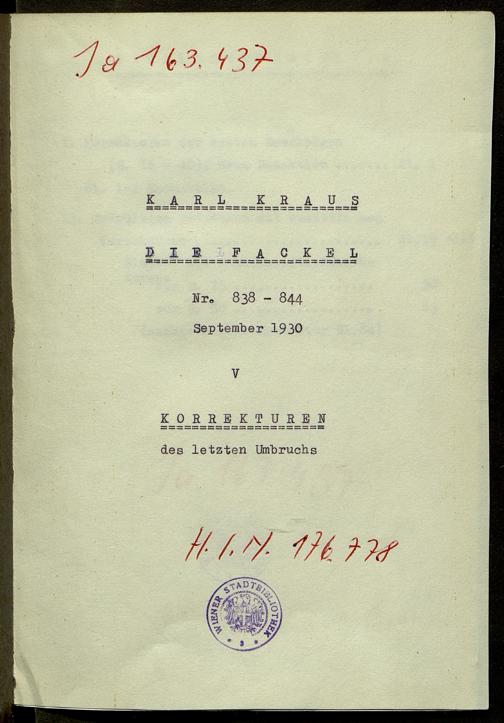 Ja 163.437
KARL KRAUS
DIE FACKEL
Nr. 838 - 844
September 1930
V
KORREKTUREN
des letzten Umbruchs
H.I.N. 176.778
WIENER STADTBIBLIOTHEK